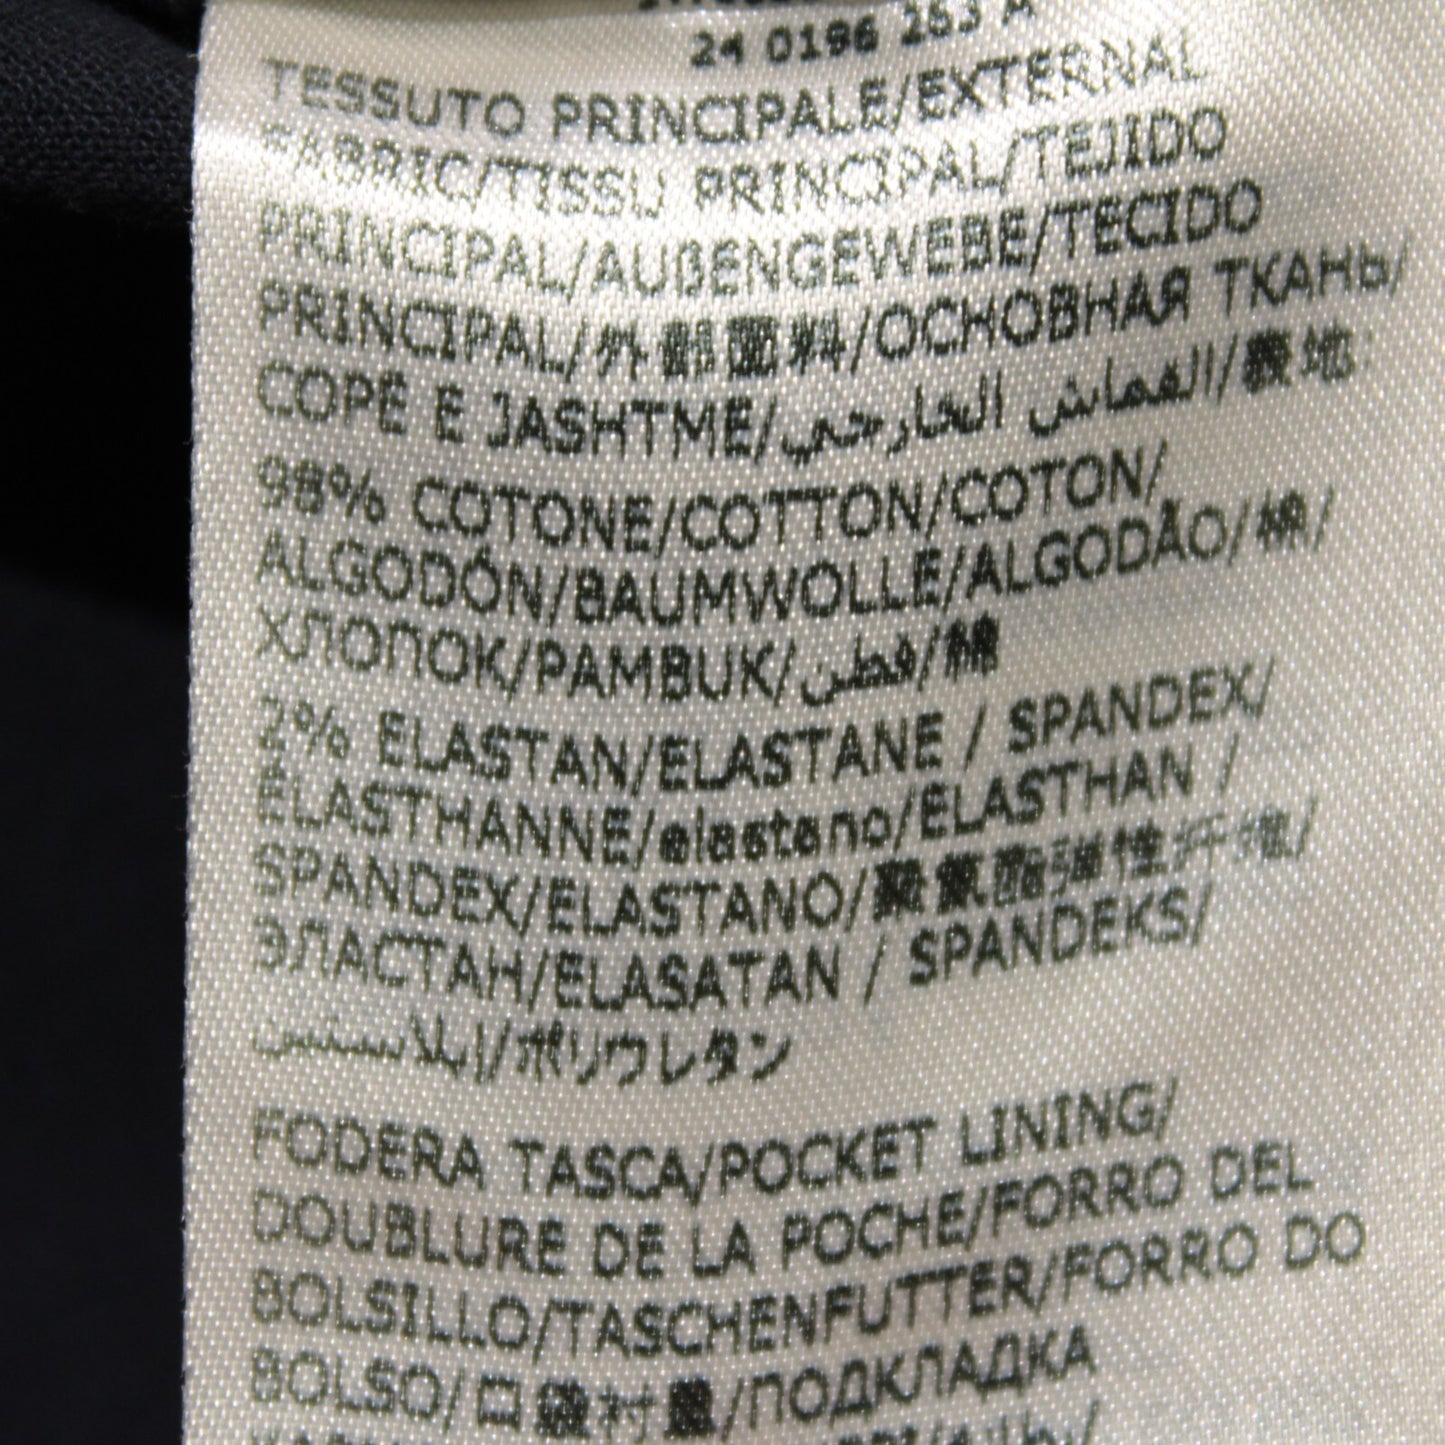 24 0196 263 A
TESSUTO PRINCIPALE/EXTERNAL
FABRIC/TISSU PRINCIPAL/TEJIDO
PRINCIPAL/AUßENGEWEBE/TECIDO
PRINCIPAL/外部面料/ОСНОВНАЯ ТКАНЬ/
COPË E JASHTME/القماش الخارجي/表地
98% COTONE/COTTON/COTON/
ALGODÓN/BAUMWOLLE/ALGODÃO/棉/
ХЛОПОК/PAMBUK/قطن/綿
2% ELASTAN/ELASTANE / SPANDEX/
ÉLASTHANNE/elastano/ELASTHAN /
SPANDEX/ELASTANO/聚氨酯弹性纤维/
ЭЛАСТАН/ELASATAN / SPANDEKS/
إيلاستين/ポリウレタン
FODERA TASCA/POCKET LINING/
DOUBLURE DE LA POCHE/FORRO DEL
BOLSILLO/TASCHENFUTTER/FORRO DO
BOLSO/口袋衬里/ПОДКЛАДКА